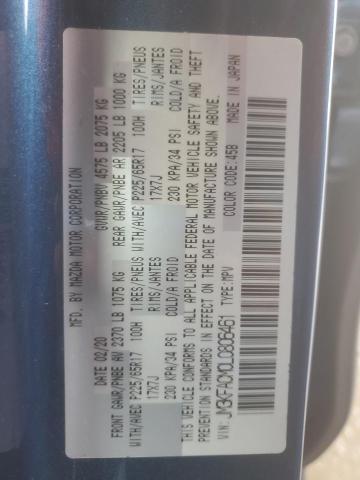 MFD. BY MAZDA MOTOR CORPORATION
DATE 02/20 GVWR/PNBV 4575 LB 2075 KG
FRONT GAWR/PNBE AV 2370 LB 1075 KG REAR GAWR/PNBE AR 2205 LB 1000 KG
WITH/AVEC P225/65R17 100H TIRES/PNEUS WITH/AVEC P225/65R17 100H TIRES/PNEUS
17X7J RIMS/JANTES 17X7J RIMS/JANTES
230 KPA/34 PSI COLD/A FROID 230 KPA/34 PSI COLD/A FROID
THIS VEHICLE CONFORMS TO ALL APPLICABLE FEDERAL MOTOR VEHICLE SAFETY AND THEFT
PREVENTION STANDARDS IN EFFECT ON THE DATE OF MANUFACTURE SHOWN ABOVE.
VIN: JM3KFACM0L0806461 TYPE:MPV COLOR CODE:45B MADE IN JAPAN